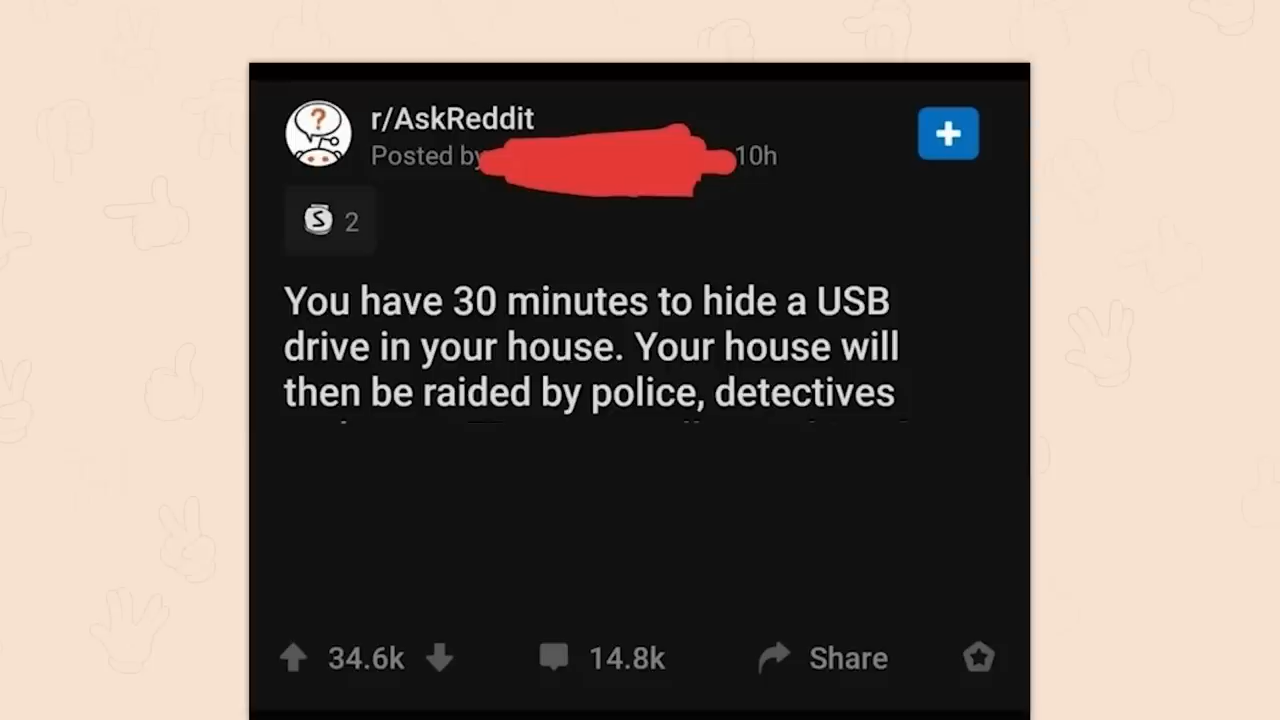 r/AskReddit
Posted by 10h
2
You have 30 minutes to hide a USB
drive in your house. Your house will
then be raided by police, detectives
34.6k 14.8k Share